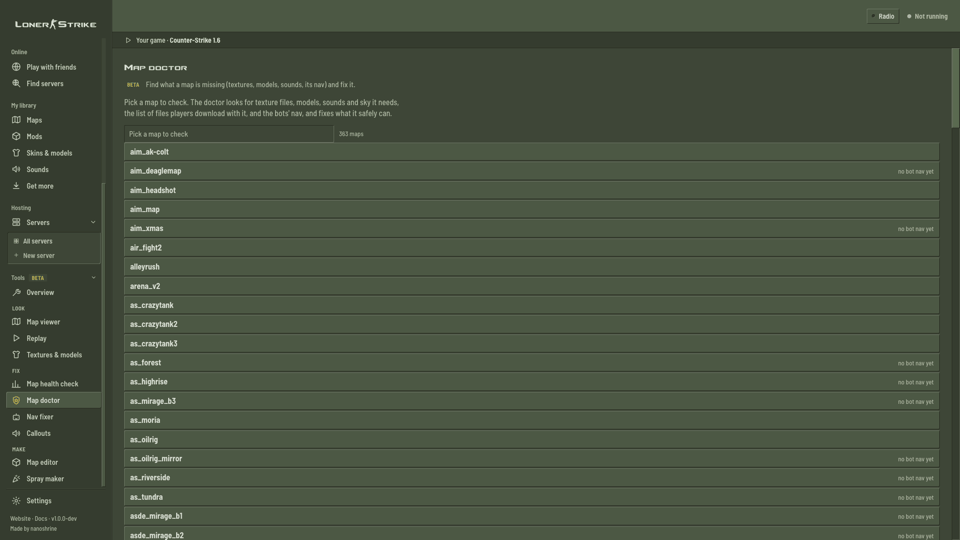 LONER STRIKE
Online
Play with friends
Find servers
My library
Maps
Mods
Skins & models
Sounds
Get more
Hosting
Servers
All servers
New server
Tools BETA
Overview
LOOK
Map viewer
Replay
Textures & models
FIX
Map health check
Map doctor
Nav fixer
Callouts
MAKE
Map editor
Spray maker
Settings
Website · Docs · v1.0.0-dev
Made by nanoshrine
Radio
Not running
Your game · Counter-Strike 1.6
MAP DOCTOR
BETA Find what a map is missing (textures, models, sounds, its nav) and fix it.
Pick a map to check. The doctor looks for texture files, models, sounds and sky it needs,
the list of files players download with it, and the bots' nav, and fixes what it safely can.
Pick a map to check 363 maps
aim_ak-colt
aim_deaglemap no bot nav yet
aim_headshot
aim_map
aim_xmas no bot nav yet
air_fight2
alleyrush
arena_v2
as_crazytank
as_crazytank2
as_crazytank3
as_forest no bot nav yet
as_highrise no bot nav yet
as_mirage_b3 no bot nav yet
as_moria
as_oilrig
as_oilrig_mirror no bot nav yet
as_riverside no bot nav yet
as_tundra no bot nav yet
asde_mirage_b1 no bot nav yet
asde_mirage_b2 no bot nav yet